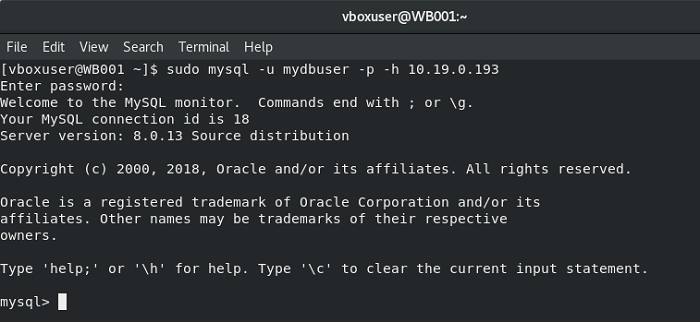 vboxuser@WB001:~
File Edit View Search Terminal Help
[vboxuser@WB001 ~]$ sudo mysql -u mydbuser -p -h 10.19.0.193
Enter password:
Welcome to the MySQL monitor.  Commands end with ; or \g.
Your MySQL connection id is 18
Server version: 8.0.13 Source distribution
Copyright (c) 2000, 2018, Oracle and/or its affiliates. All rights reserved.
Oracle is a registered trademark of Oracle Corporation and/or its
affiliates. Other names may be trademarks of their respective
owners.
Type 'help;' or '\h' for help. Type '\c' to clear the current input statement.
mysql>